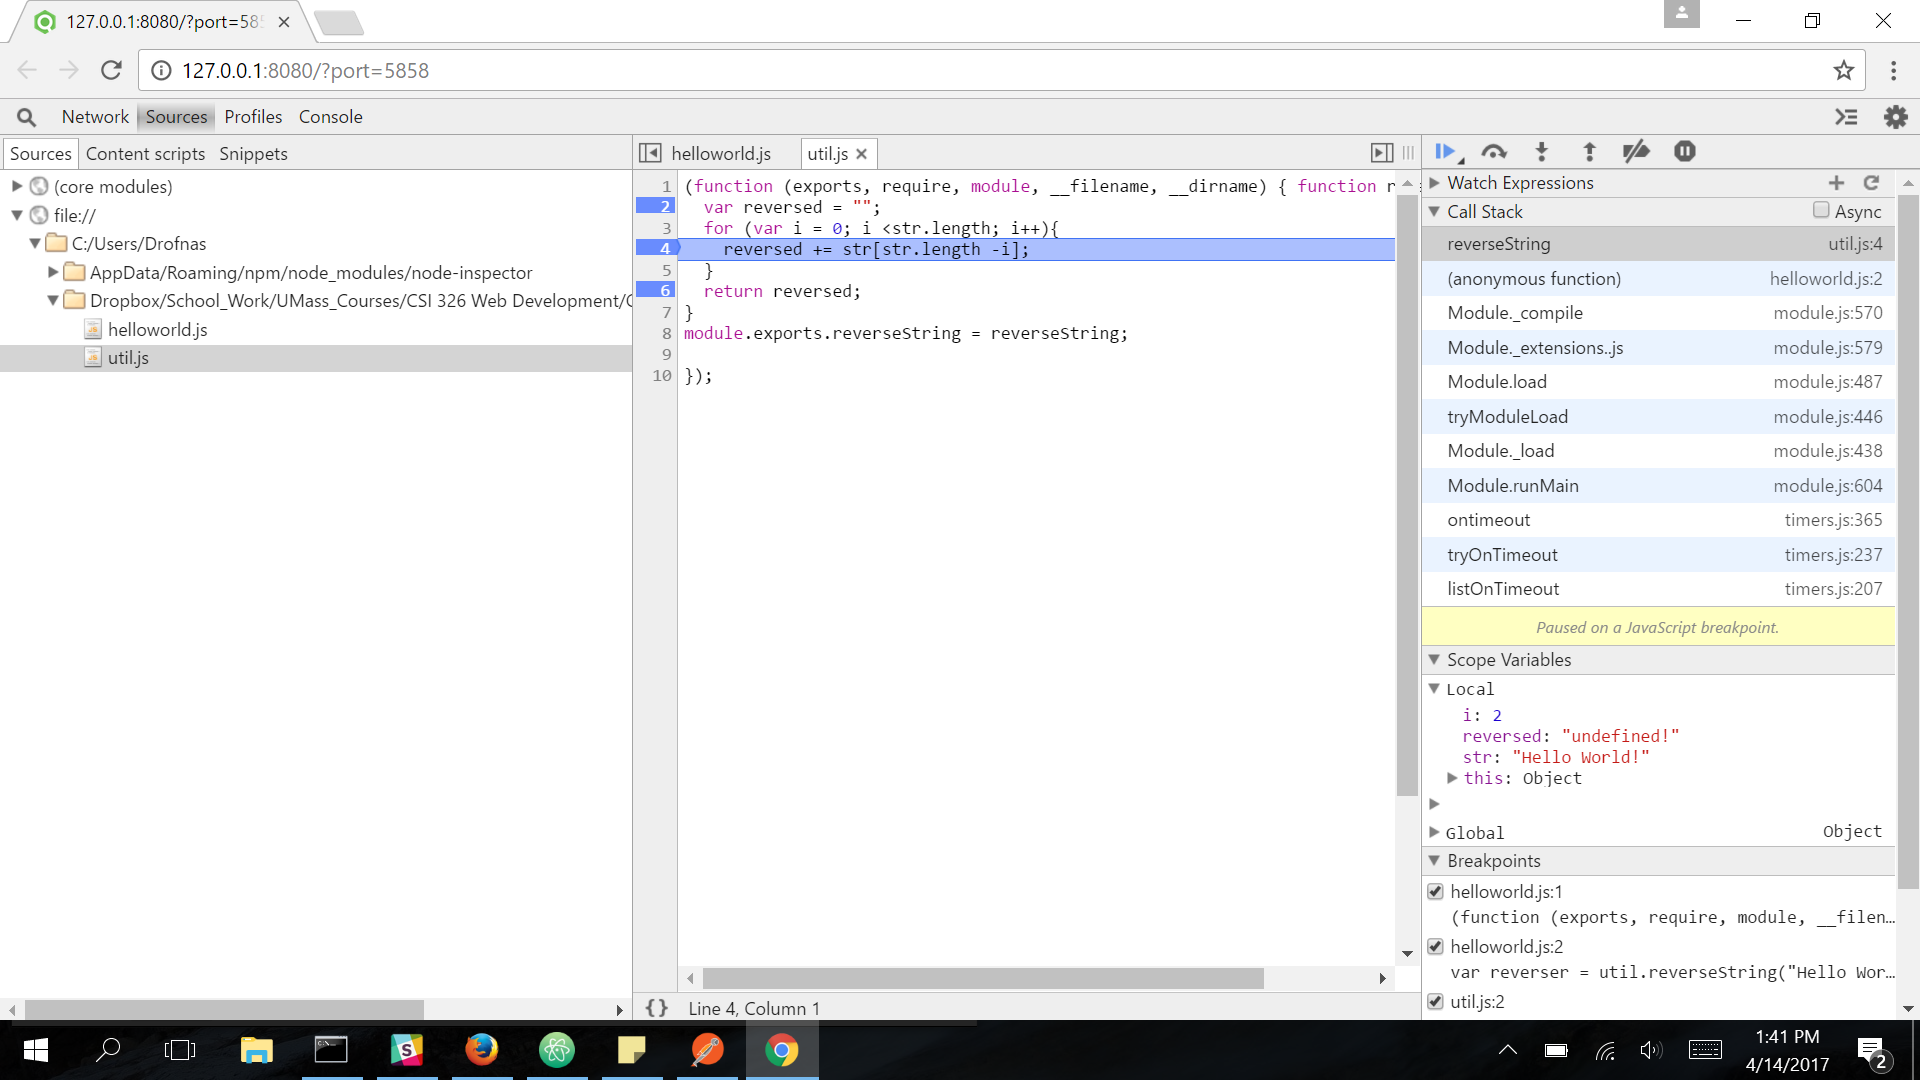 127.0.0.1:8080/?port=585
127.0.0.1:8080/?port=5858
Network Sources Profiles Console
Sources Content scripts Snippets
(core modules)
file://
C:/Users/Drofnas
AppData/Roaming/npm/node_modules/node-inspector
Dropbox/School_Work/UMass_Courses/CSI 326 Web Development/
helloworld.js
util.js
helloworld.js util.js
1 (function (exports, require, module, __filename, __dirname) { function r
2 var reversed = "";
3 for (var i = 0; i <str.length; i++){
4 reversed += str[str.length -i];
5 }
6 return reversed;
7 }
8 module.exports.reverseString = reverseString;
9
10 });
{} Line 4, Column 1
Watch Expressions
Call Stack Async
reverseString util.js:4
(anonymous function) helloworld.js:2
Module._compile module.js:570
Module._extensions..js module.js:579
Module.load module.js:487
tryModuleLoad module.js:446
Module._load module.js:438
Module.runMain module.js:604
ontimeout timers.js:365
tryOnTimeout timers.js:237
listOnTimeout timers.js:207
Paused on a JavaScript breakpoint.
Scope Variables
Local
i: 2
reversed: "undefined!"
str: "Hello World!"
this: Object
Global Object
Breakpoints
helloworld.js:1
(function (exports, require, module, __filen…
helloworld.js:2
var reverser = util.reverseString("Hello Wor…
util.js:2
1:41 PM
4/14/2017
2